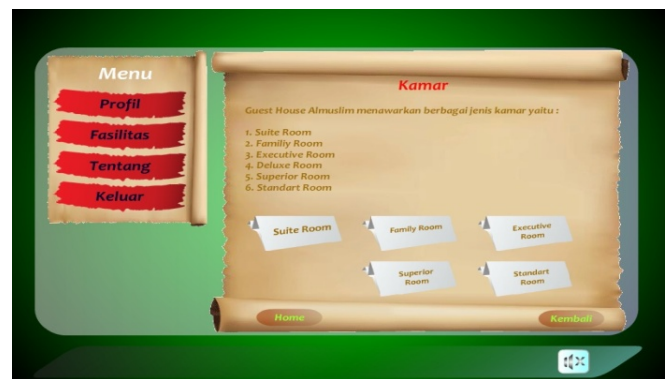 Menu
Profil
Fasilitas
Tentang
Keluar
Kamar
Guest House Almuslim menawarkan berbagai jenis kamar yaitu :
1. Suite Room
2. Familiy Room
3. Executive Room
4. Deluxe Room
5. Superior Room
6. Standart Room
Suite Room
Family Room
Executive
Room
Superior
Room
Standart
Room
Home
Kembali